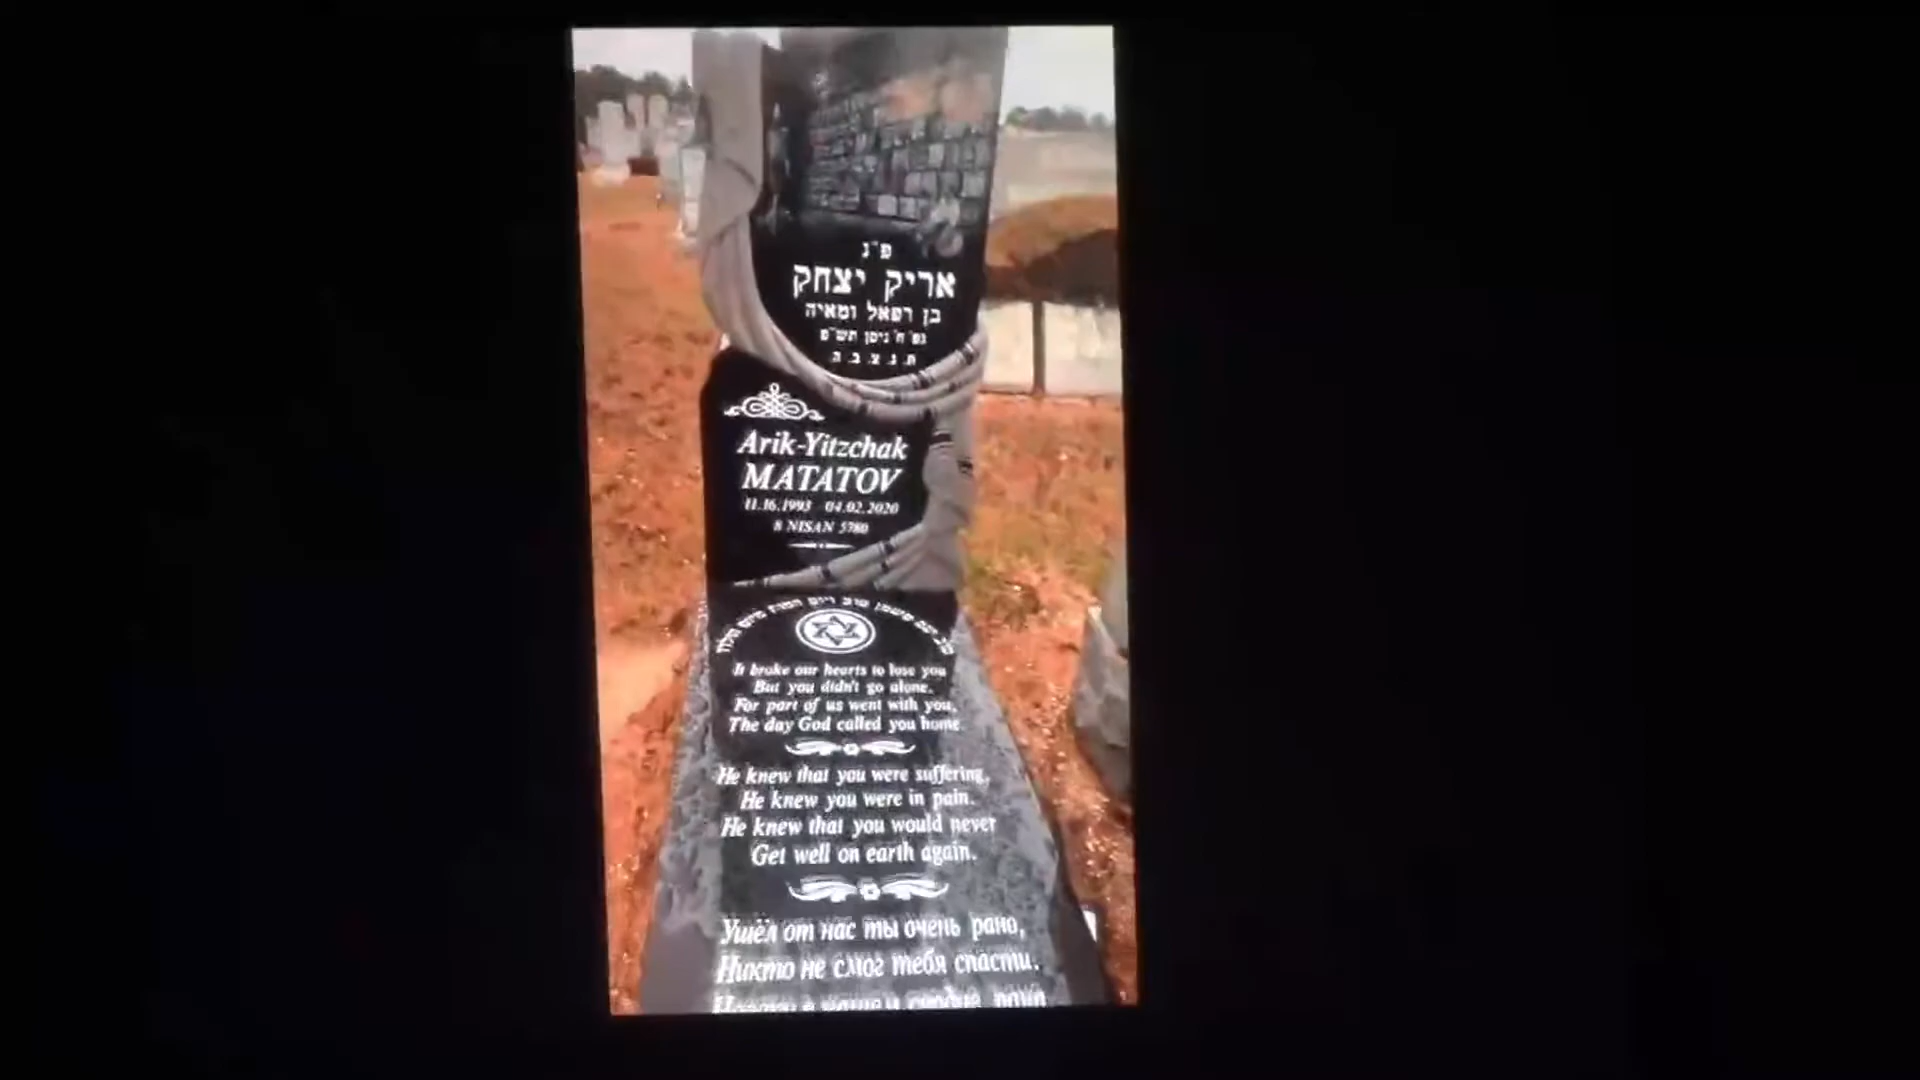 פ"נ
אריק יצחק
בן רפאל ומאיה
נפ' ח' ניסן תש"פ
ת. נ. צ. ב. ה.
Arik-Yitzchak
MATATOV
11.16.1993 04.02.2020
8 NISAN 5780
It broke our hearts to lose you
But you didn't go alone.
For part of us went with you,
The day God called you home.
He knew that you were suffering,
He knew you were in pain.
He knew that you would never
Get well on earth again.
Ушёл от нас ты очень рано,
Никто не смог тебя спасти.